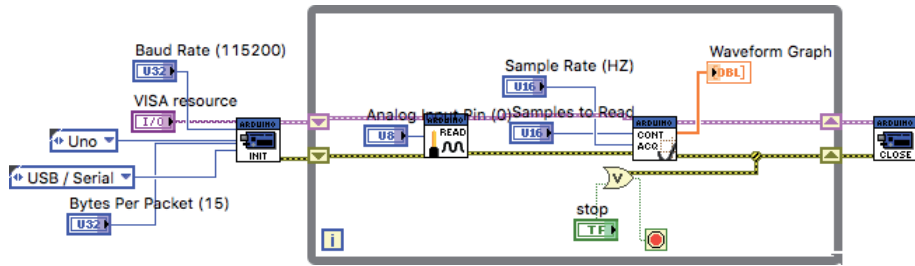 Baud Rate (115200)
U32
VISA resource
I/O
Uno
USB / Serial
Bytes Per Packet (15)
U32
ARDUINO
INIT
Analog Input Pin (0)
U8
ARDUINO
READ
Sample Rate (HZ)
U16
Samples to Read
U16
ARDUINO
CONT
ACQ
Waveform Graph
DBL]
V
stop
TF
i
ARDUINO
CLOSE